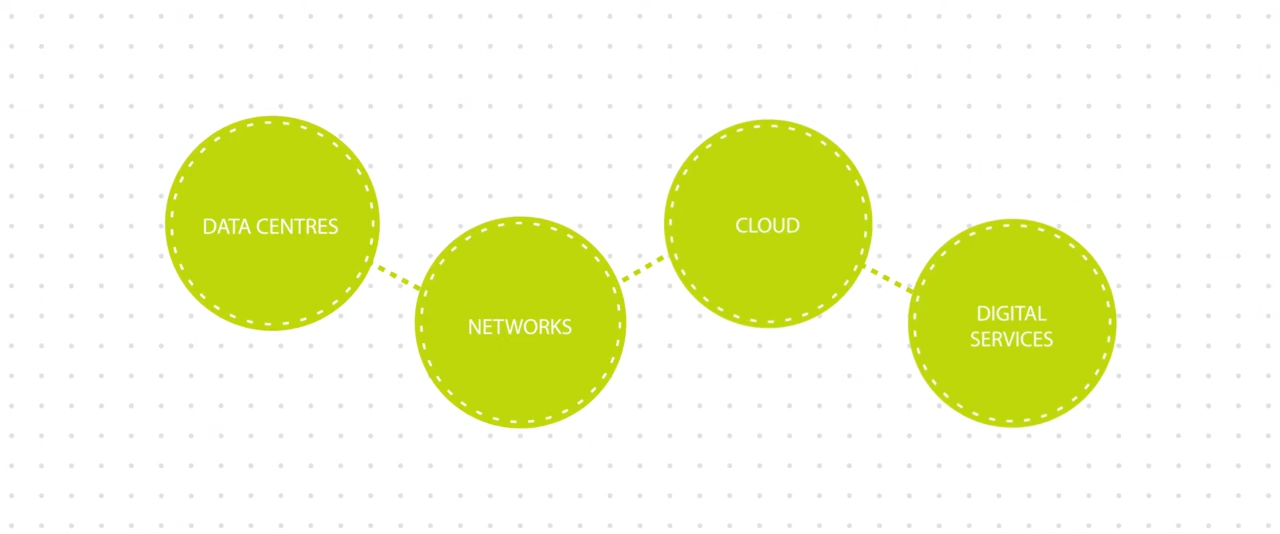 DATA CENTRES
NETWORKS
CLOUD
DIGITAL
SERVICES